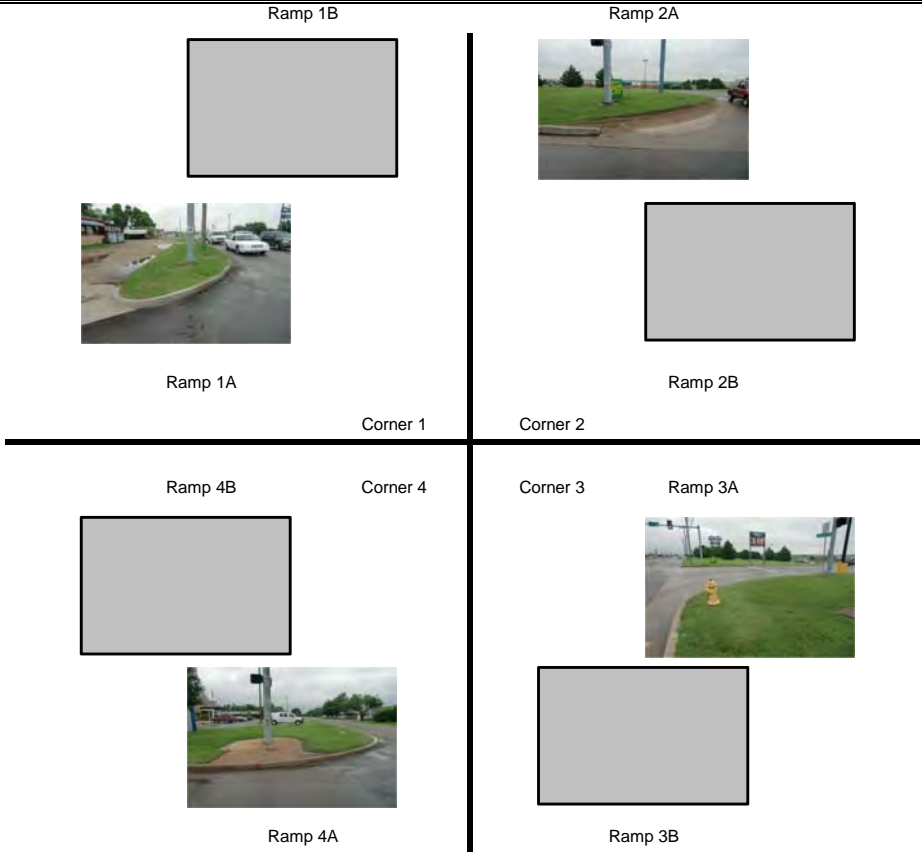 Ramp 1B
Ramp 2A
Ramp 1A
Ramp 2B
Corner 1
Corner 2
Ramp 4B
Corner 4
Corner 3
Ramp 3A
Ramp 4A
Ramp 3B